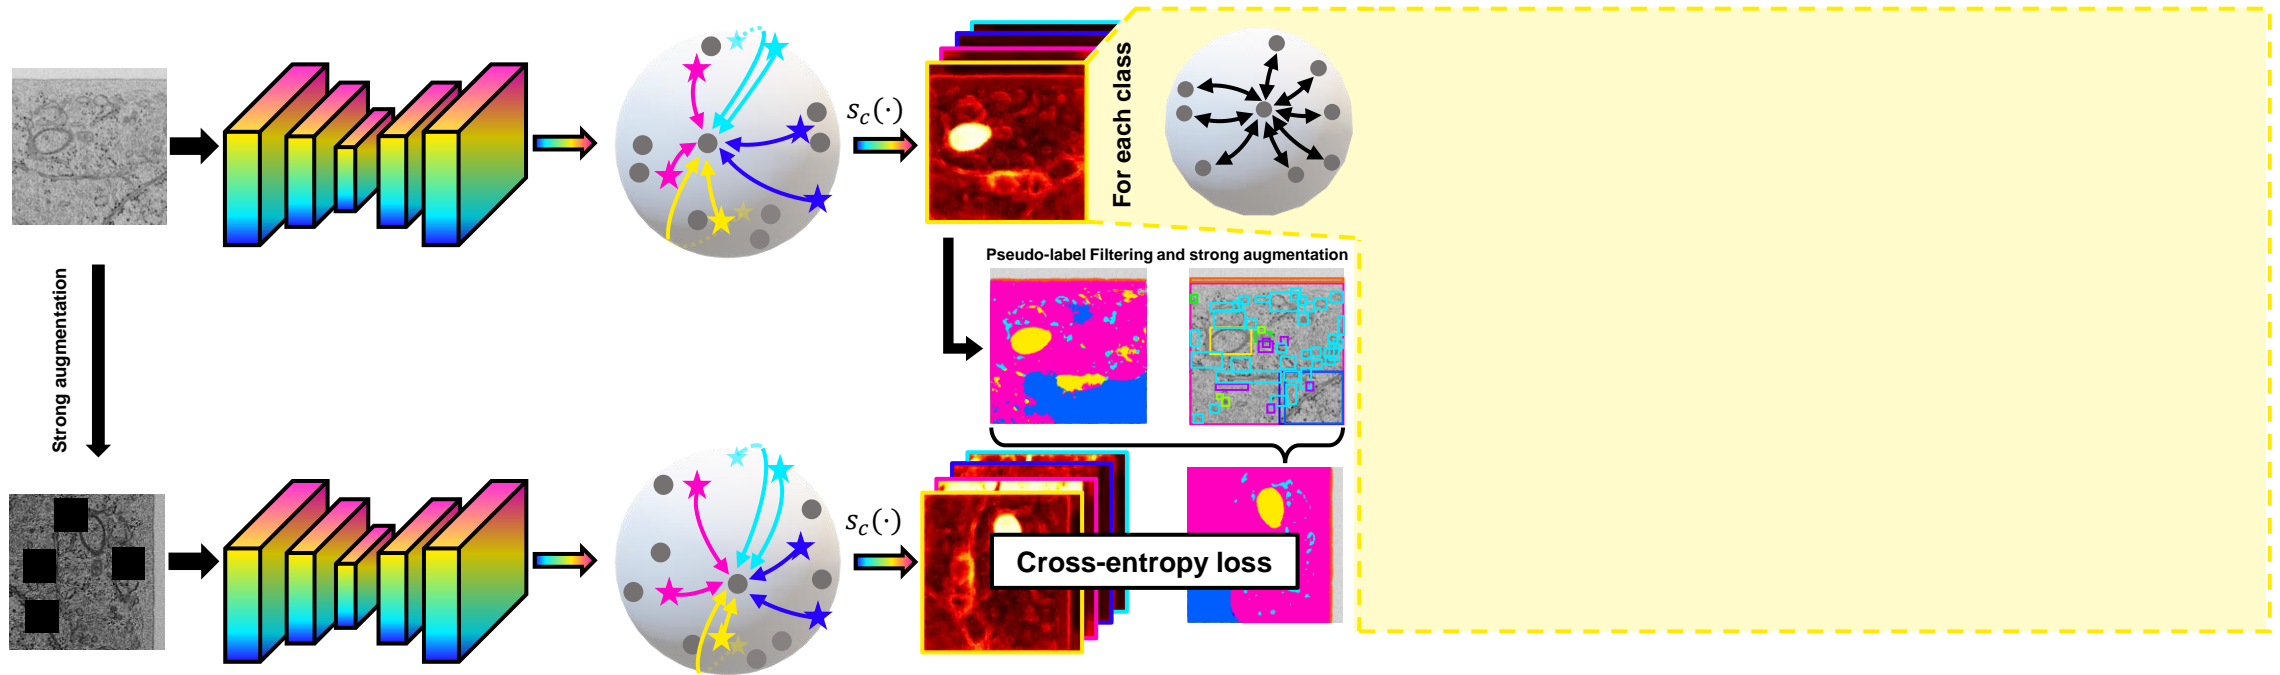 Strong augmentation
s_c(·)
For each class
Pseudo-label Filtering and strong augmentation
s_c(·)
Cross-entropy loss